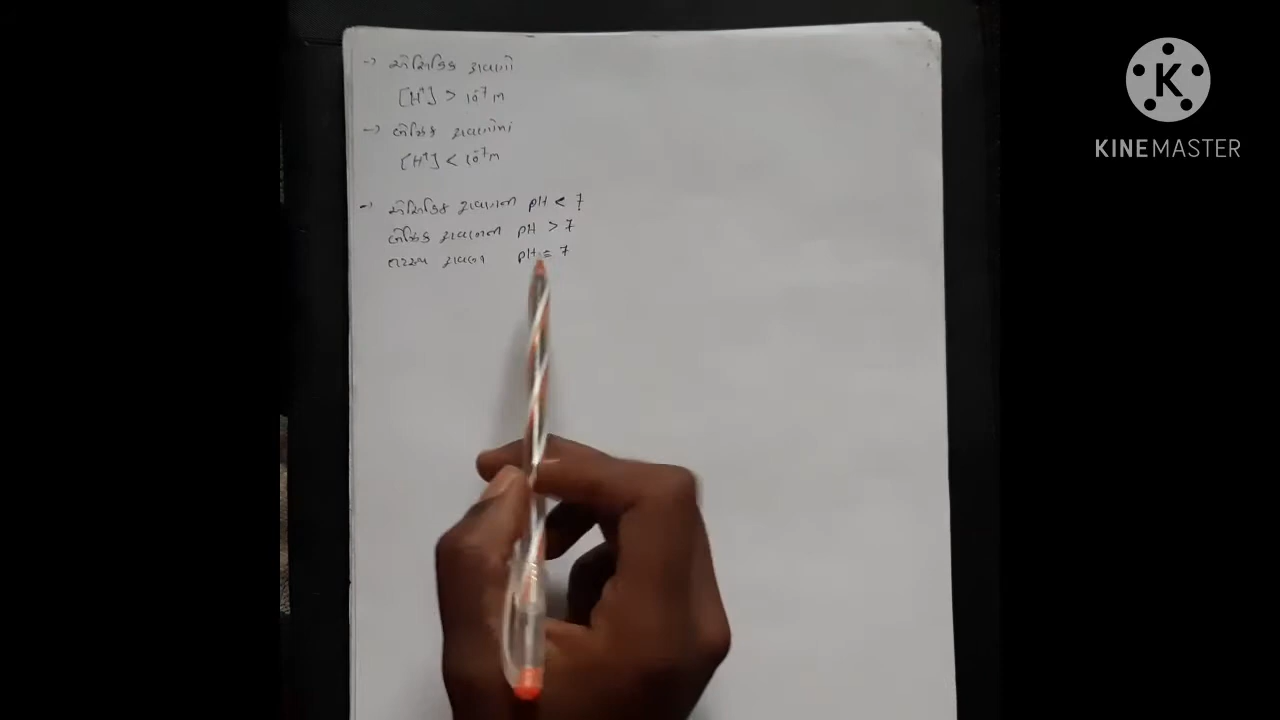 → એસિડિક દ્રાવણો
[H⁺] > 10⁻⁷ m
→ બેઝિક દ્રાવણોમાં
[H⁺] < 10⁻⁷ m
→ એસિડિક દ્રાવણની pH < 7
બેઝિક દ્રાવણની pH > 7
તટસ્થ દ્રાવણ pH = 7
K
KINEMASTER